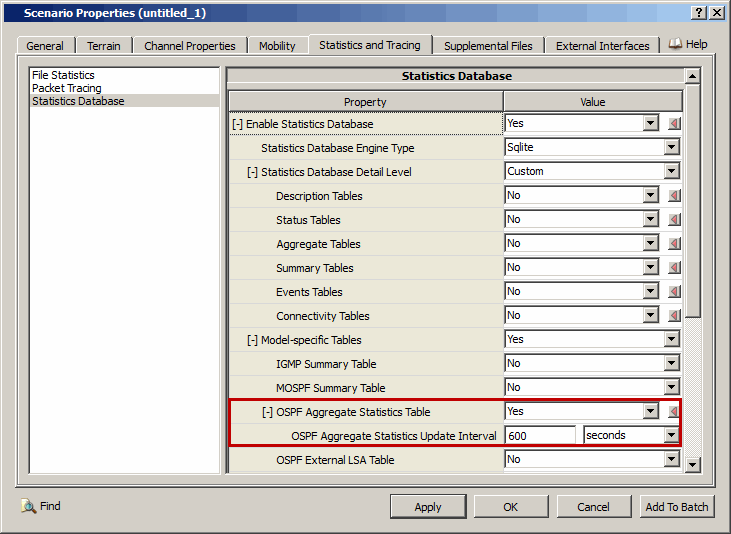 Scenario Properties (untitled_1)
General Terrain Channel Properties Mobility Statistics and Tracing Supplemental Files External Interfaces Help
File Statistics
Packet Tracing
Statistics Database
Statistics Database
Property Value
[-] Enable Statistics Database Yes
Statistics Database Engine Type Sqlite
[-] Statistics Database Detail Level Custom
Description Tables No
Status Tables No
Aggregate Tables No
Summary Tables No
Events Tables No
Connectivity Tables No
[-] Model-specific Tables Yes
IGMP Summary Table No
MOSPF Summary Table No
[-] OSPF Aggregate Statistics Table Yes
OSPF Aggregate Statistics Update Interval 600 seconds
OSPF External LSA Table No
Find Apply OK Cancel Add To Batch